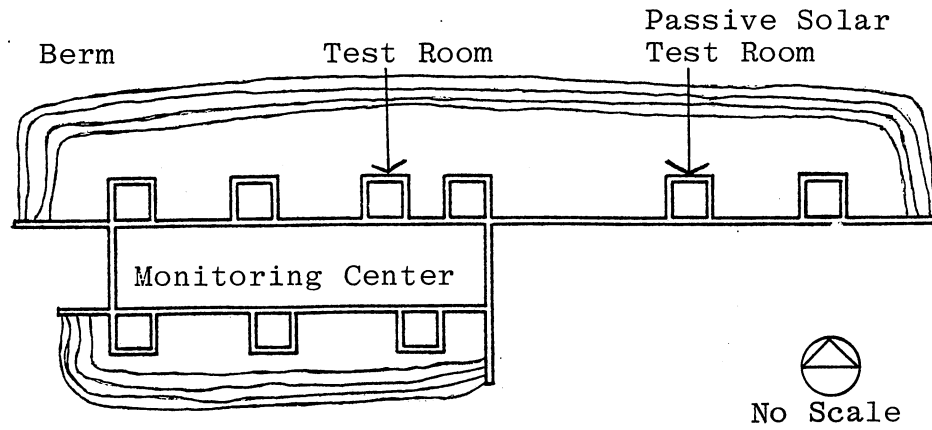 Berm
Test Room
Passive Solar
Test Room
Monitoring Center
No Scale